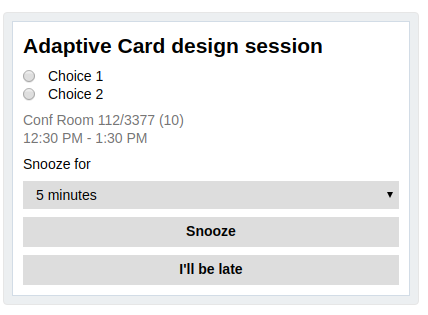 Adaptive Card design session
Choice 1
Choice 2
Conf Room 112/3377 (10)
12:30 PM - 1:30 PM
Snooze for
5 minutes
Snooze
I'll be late